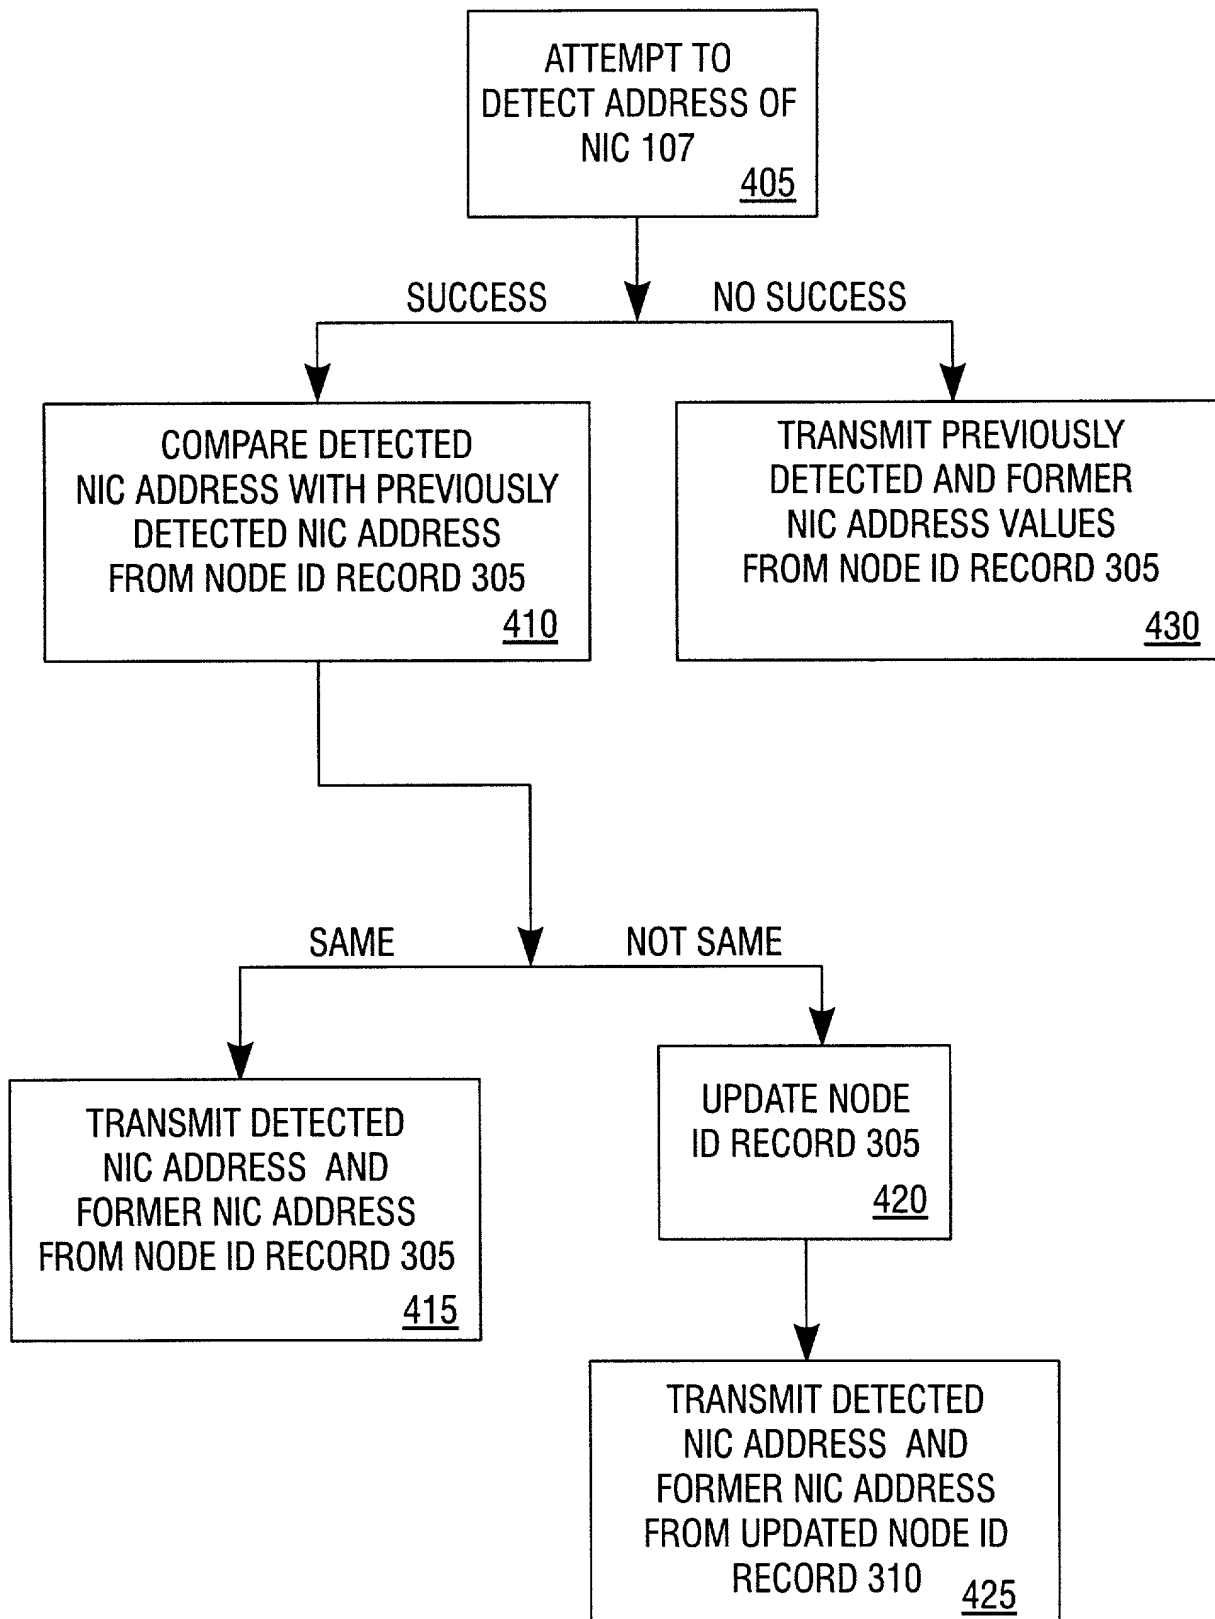 ATTEMPT TO
DETECT ADDRESS OF
NIC 107
405
SUCCESS
NO SUCCESS
COMPARE DETECTED
NIC ADDRESS WITH PREVIOUSLY
DETECTED NIC ADDRESS
FROM NODE ID RECORD 305
410
TRANSMIT PREVIOUSLY
DETECTED AND FORMER
NIC ADDRESS VALUES
FROM NODE ID RECORD 305
430
SAME
NOT SAME
TRANSMIT DETECTED
NIC ADDRESS AND
FORMER NIC ADDRESS
FROM NODE ID RECORD 305
415
UPDATE NODE
ID RECORD 305
420
TRANSMIT DETECTED
NIC ADDRESS AND
FORMER NIC ADDRESS
FROM UPDATED NODE ID
RECORD 310
425